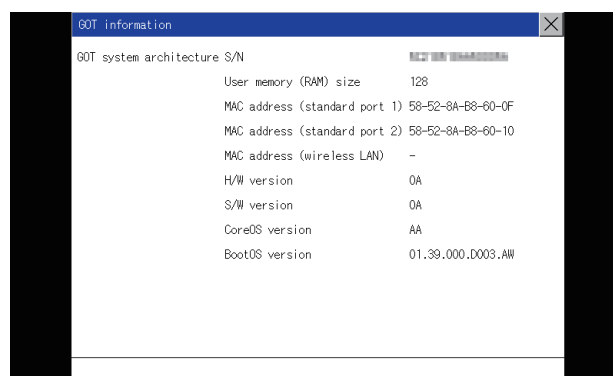 GOT information
GOT system architecture S/N
User memory (RAM) size 128
MAC address (standard port 1) 58-52-8A-B8-60-0F
MAC address (standard port 2) 58-52-8A-B8-60-10
MAC address (wireless LAN) -
H/W version 0A
S/W version 0A
CoreOS version AA
BootOS version 01.39.000.D003.AW